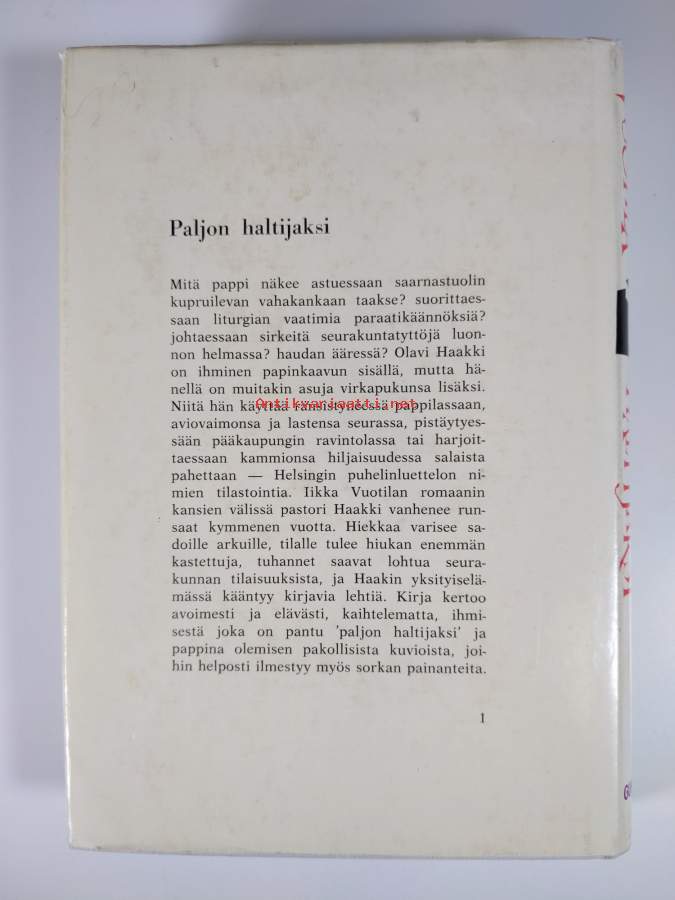 Paljon haltijaksi
Mitä pappi näkee astuessaan saarnastuolin
kupruilevan vahakankaan taakse? suorittaes-
saan liturgian vaatimia paraatikäännöksiä?
johtaessaan sirkeitä seurakuntatyttöjä luon-
non helmassa? haudan ääressä? Olavi Haakki
on ihminen papinkaavun sisällä, mutta hä-
nellä on muitakin asuja virkapukunsa lisäksi.
Antikvariaatti.net
Niitä hän käyttää ränsistyneessä pappilassaan,
aviovaimonsa ja lastensa seurassa, pistäytyes-
sään pääkaupungin ravintolassa tai harjoit-
taessaan kammionsa hiljaisuudessa salaista
pahettaan — Helsingin puhelinluettelon ni-
mien tilastointia. Iikka Vuotilan romaanin
kansien välissä pastori Haakki vanhenee run-
saat kymmenen vuotta. Hiekkaa varisee sa-
doille arkuille, tilalle tulee hiukan enemmän
kastettuja, tuhannet saavat lohtua seura-
kunnan tilaisuuksista, ja Haakin yksityiselä-
mässä kääntyy kirjavia lehtiä. Kirja kertoo
avoimesti ja elävästi, kaihtelematta, ihmi-
sestä joka on pantu 'paljon haltijaksi' ja
pappina olemisen pakollisista kuvioista, joi-
hin helposti ilmestyy myös sorkan painanteita.
1